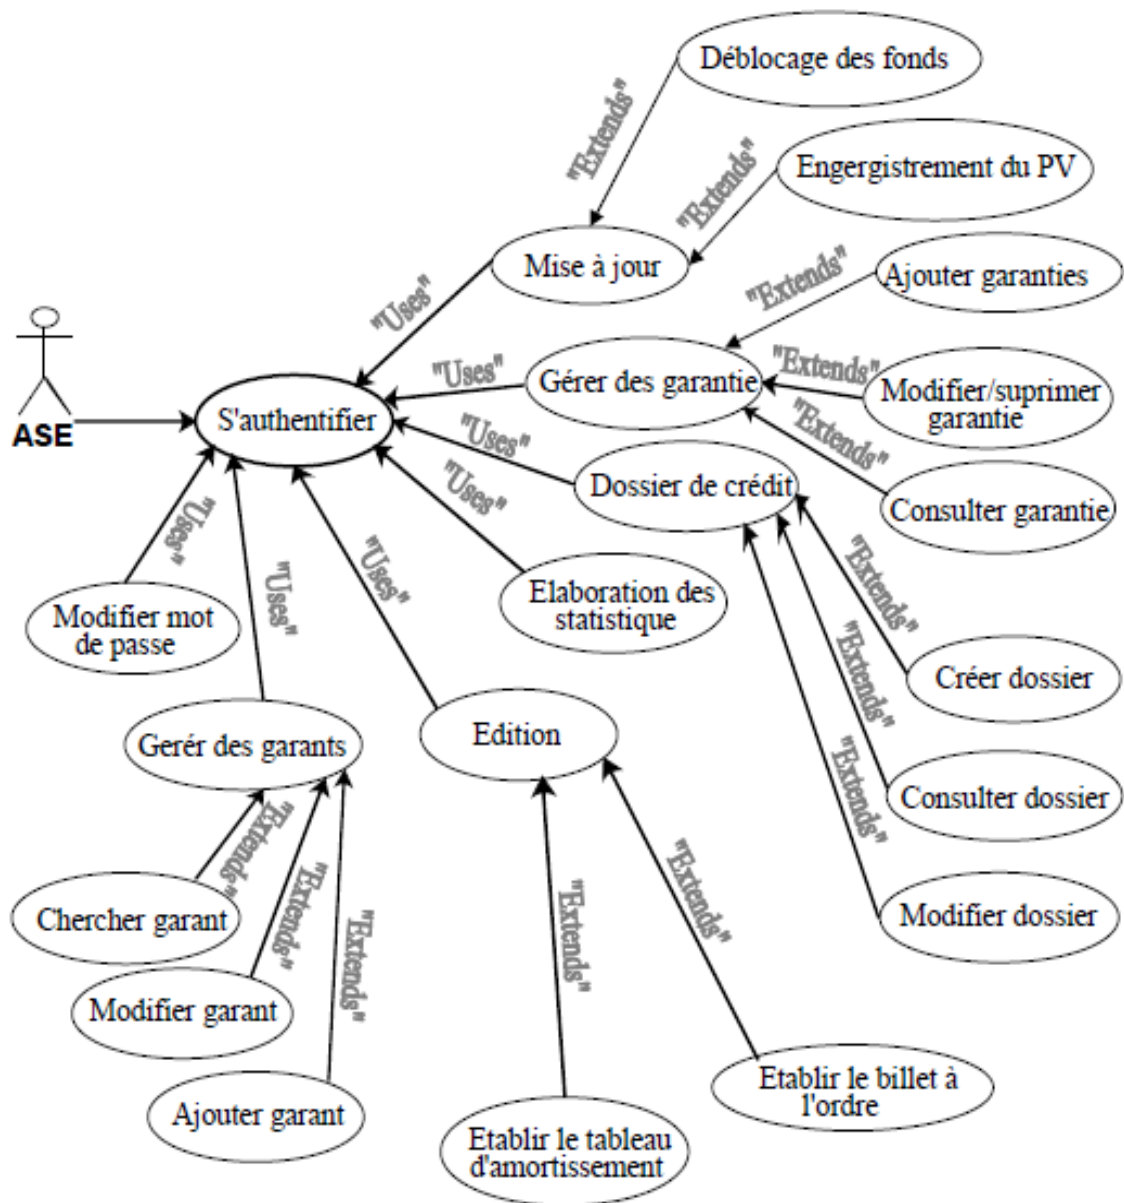 Déblocage des fonds
"Extends"
Engergistrement du PV
"Extends"
Mise à jour
"Extends"
Ajouter garanties
"Uses"
Gérer des garantie
"Uses"
"Extends"
Modifier/suprimer
garantie
ASE
S'authentifier
"Uses"
"Extends"
Dossier de crédit
Consulter garantie
"Uses"
"Uses"
"Uses"
"Uses"
"Extends"
Elaboration des
statistique
Modifier mot
de passe
"Extends"
Créer dossier
Gerér des garants
Edition
"Extends"
Consulter dossier
"Extends"
"Extends"
"Extends"
"Extends"
"Extends"
"Extends"
Chercher garant
Modifier dossier
Modifier garant
Ajouter garant
Etablir le billet à
l'ordre
Etablir le tableau
d'amortissement